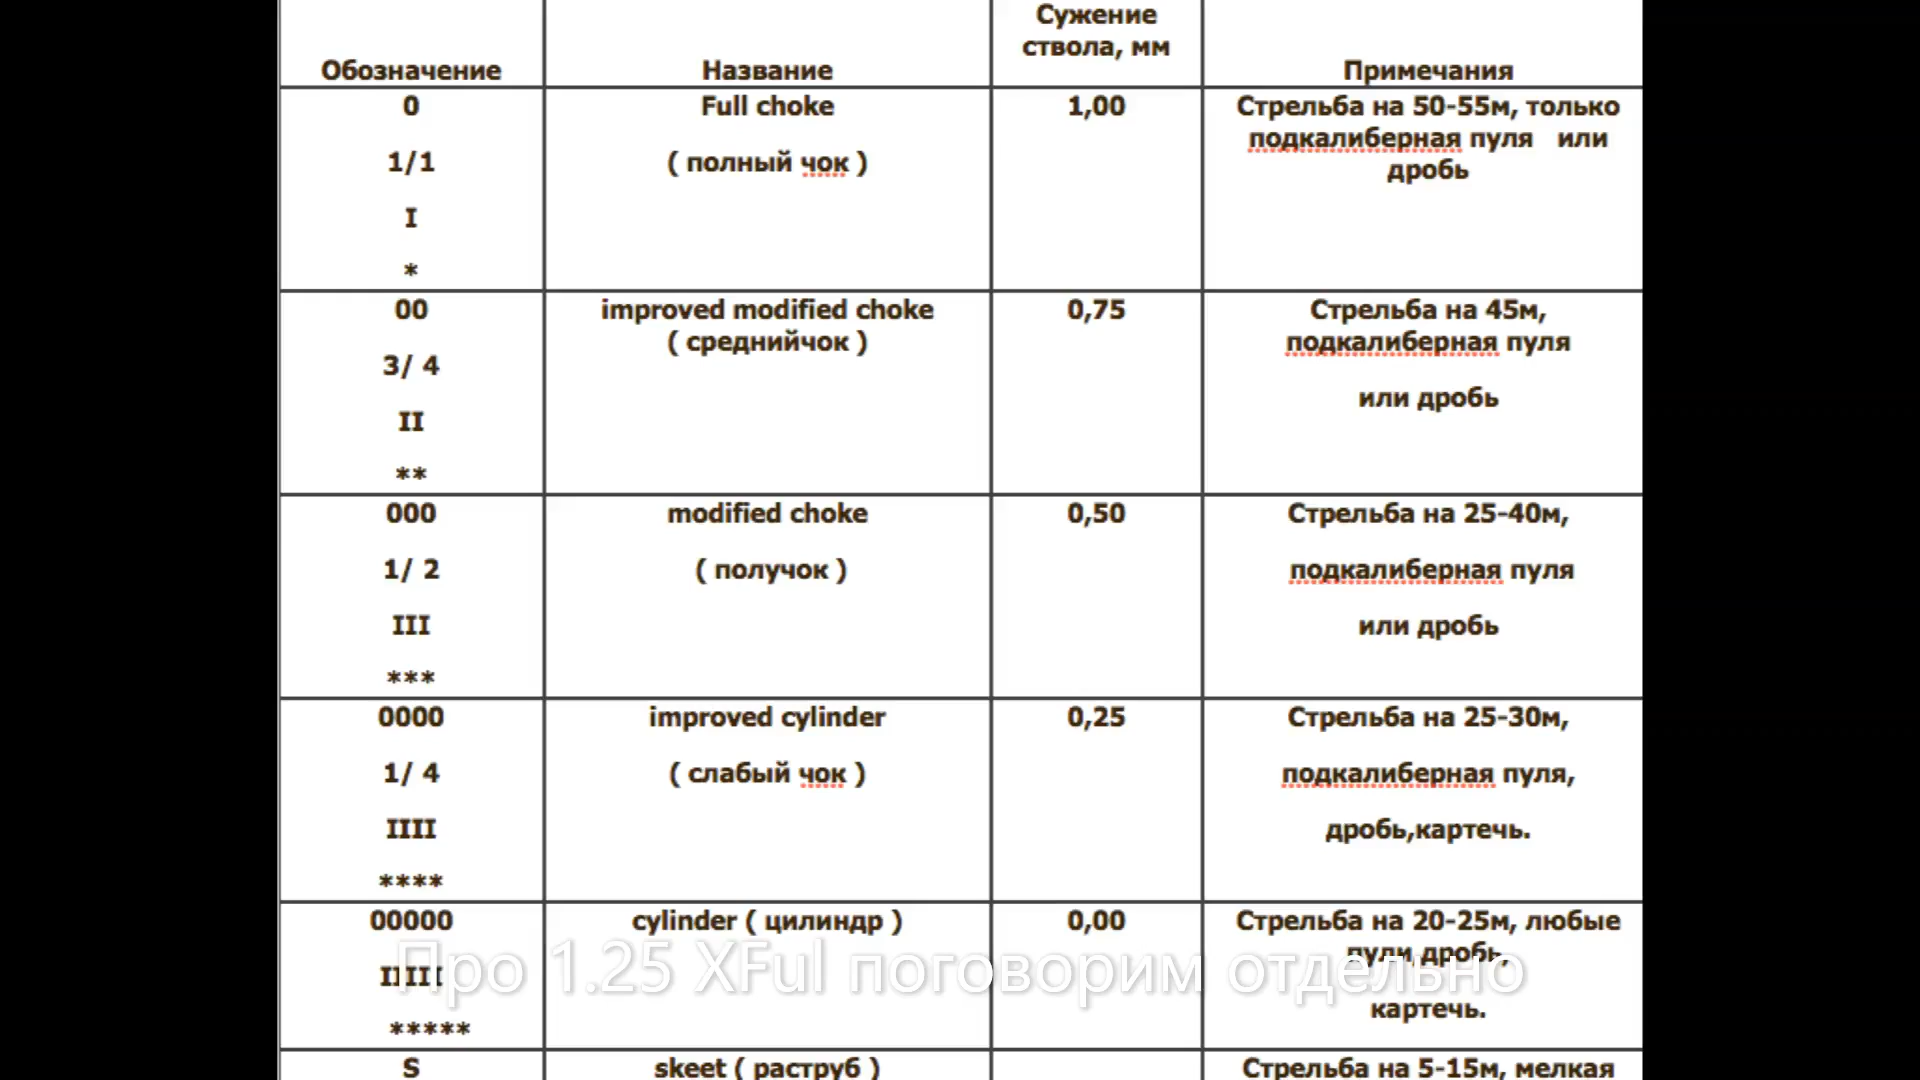 Обозначение
Название
Сужение
ствола, мм
Примечания
0
1/1
I
*
Full choke
( полный чок )
1,00
Стрельба на 50-55м, только
подкалиберная пуля или
дробь
00
3/ 4
II
**
improved modified choke
( среднийчок )
0,75
Стрельба на 45м,
подкалиберная пуля
или дробь
000
1/ 2
III
***
modified choke
( получок )
0,50
Стрельба на 25-40м,
подкалиберная пуля
или дробь
0000
1/ 4
IIII
****
improved cylinder
( слабый чок )
0,25
Стрельба на 25-30м,
подкалиберная пуля,
дробь,картечь.
00000
IIIII
*****
cylinder ( цилиндр )
0,00
Стрельба на 20-25м, любые
пули,дробь,
картечь.
Про 1.25 XFul поговорим отдельно
S
skeet ( раструб )
Стрельба на 5-15м, мелкая